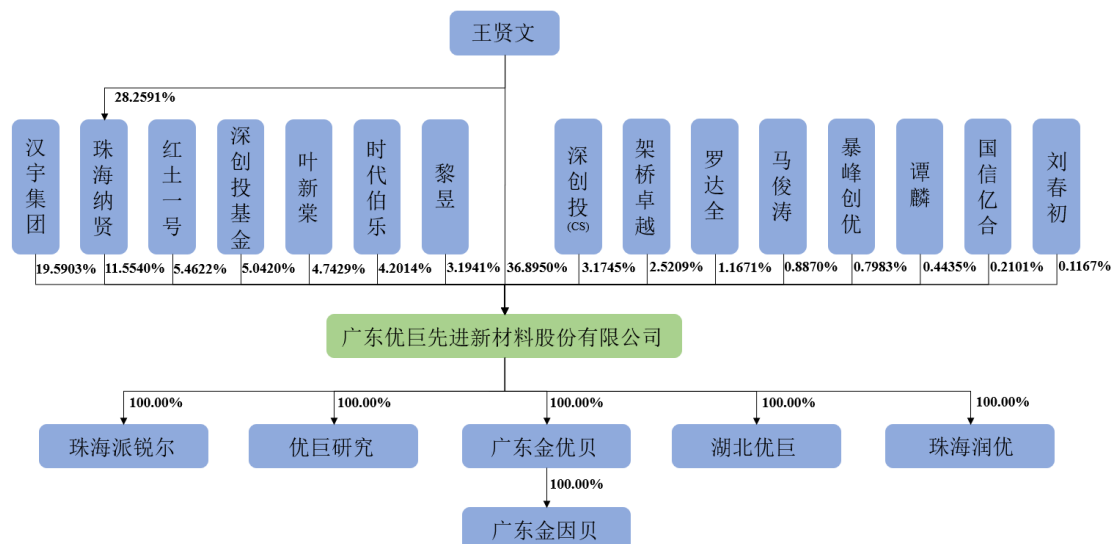 王贤文
28.2591%
汉宇集团
珠海纳贤
红土一号
深创投基金
叶新棠
时代伯乐
黎昱
深创投(CS)
架桥卓越
罗达全
马俊涛
暴峰创优
谭麟
国信亿合
刘春初
19.5903%
11.5540%
5.4622%
5.0420%
4.7429%
4.2014%
3.1941%
36.8950%
3.1745%
2.5209%
1.1671%
0.8870%
0.7983%
0.4435%
0.2101%
0.1167%
广东优巨先进新材料股份有限公司
100.00%
100.00%
100.00%
100.00%
100.00%
珠海派锐尔
优巨研究
广东金优贝
湖北优巨
珠海润优
100.00%
广东金因贝